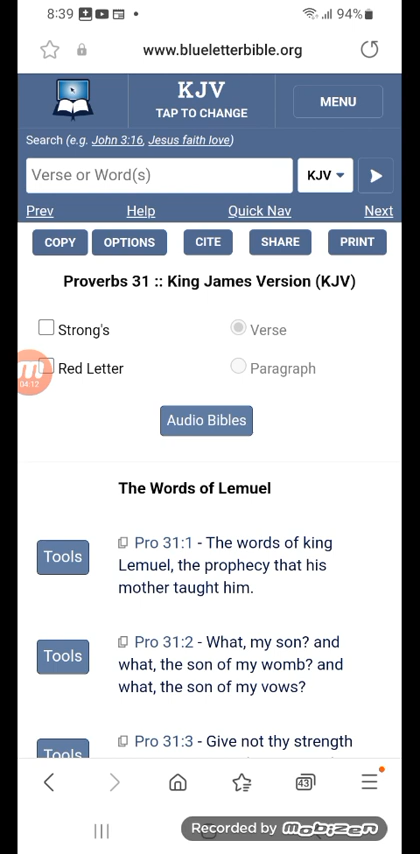 8:39 94%
www.blueletterbible.org
KJV
TAP TO CHANGE
MENU
Search (e.g. John 3:16, Jesus faith love)
Verse or Word(s) KJV
Prev Help Quick Nav Next
COPY OPTIONS CITE SHARE PRINT
Proverbs 31 :: King James Version (KJV)
Strong's Verse
Red Letter Paragraph
04:17
Audio Bibles
The Words of Lemuel
Tools
Pro 31:1 - The words of king
Lemuel, the prophecy that his
mother taught him.
Tools
Pro 31:2 - What, my son? and
what, the son of my womb? and
what, the son of my vows?
Tools
Pro 31:3 - Give not thy strength
43
Recorded by mobizen